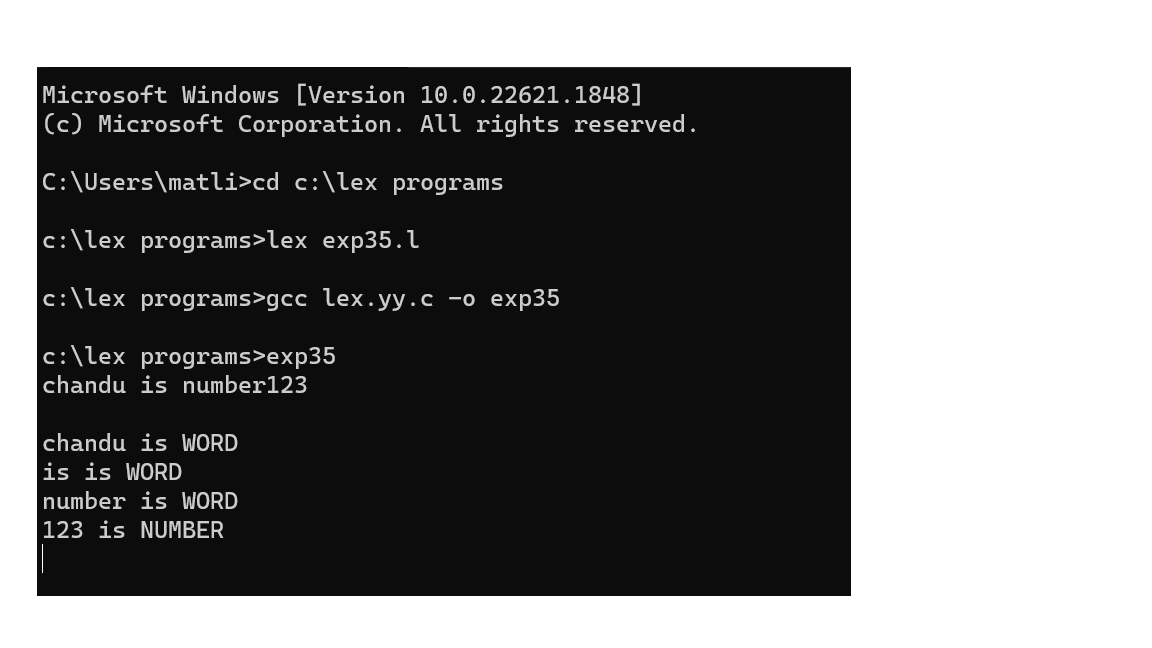 Microsoft Windows [Version 10.0.22621.1848]
(c) Microsoft Corporation. All rights reserved.
C:\Users\matli>cd c:\lex programs
c:\lex programs>lex exp35.l
c:\lex programs>gcc lex.yy.c -o exp35
c:\lex programs>exp35
chandu is number123
chandu is WORD
is is WORD
number is WORD
123 is NUMBER